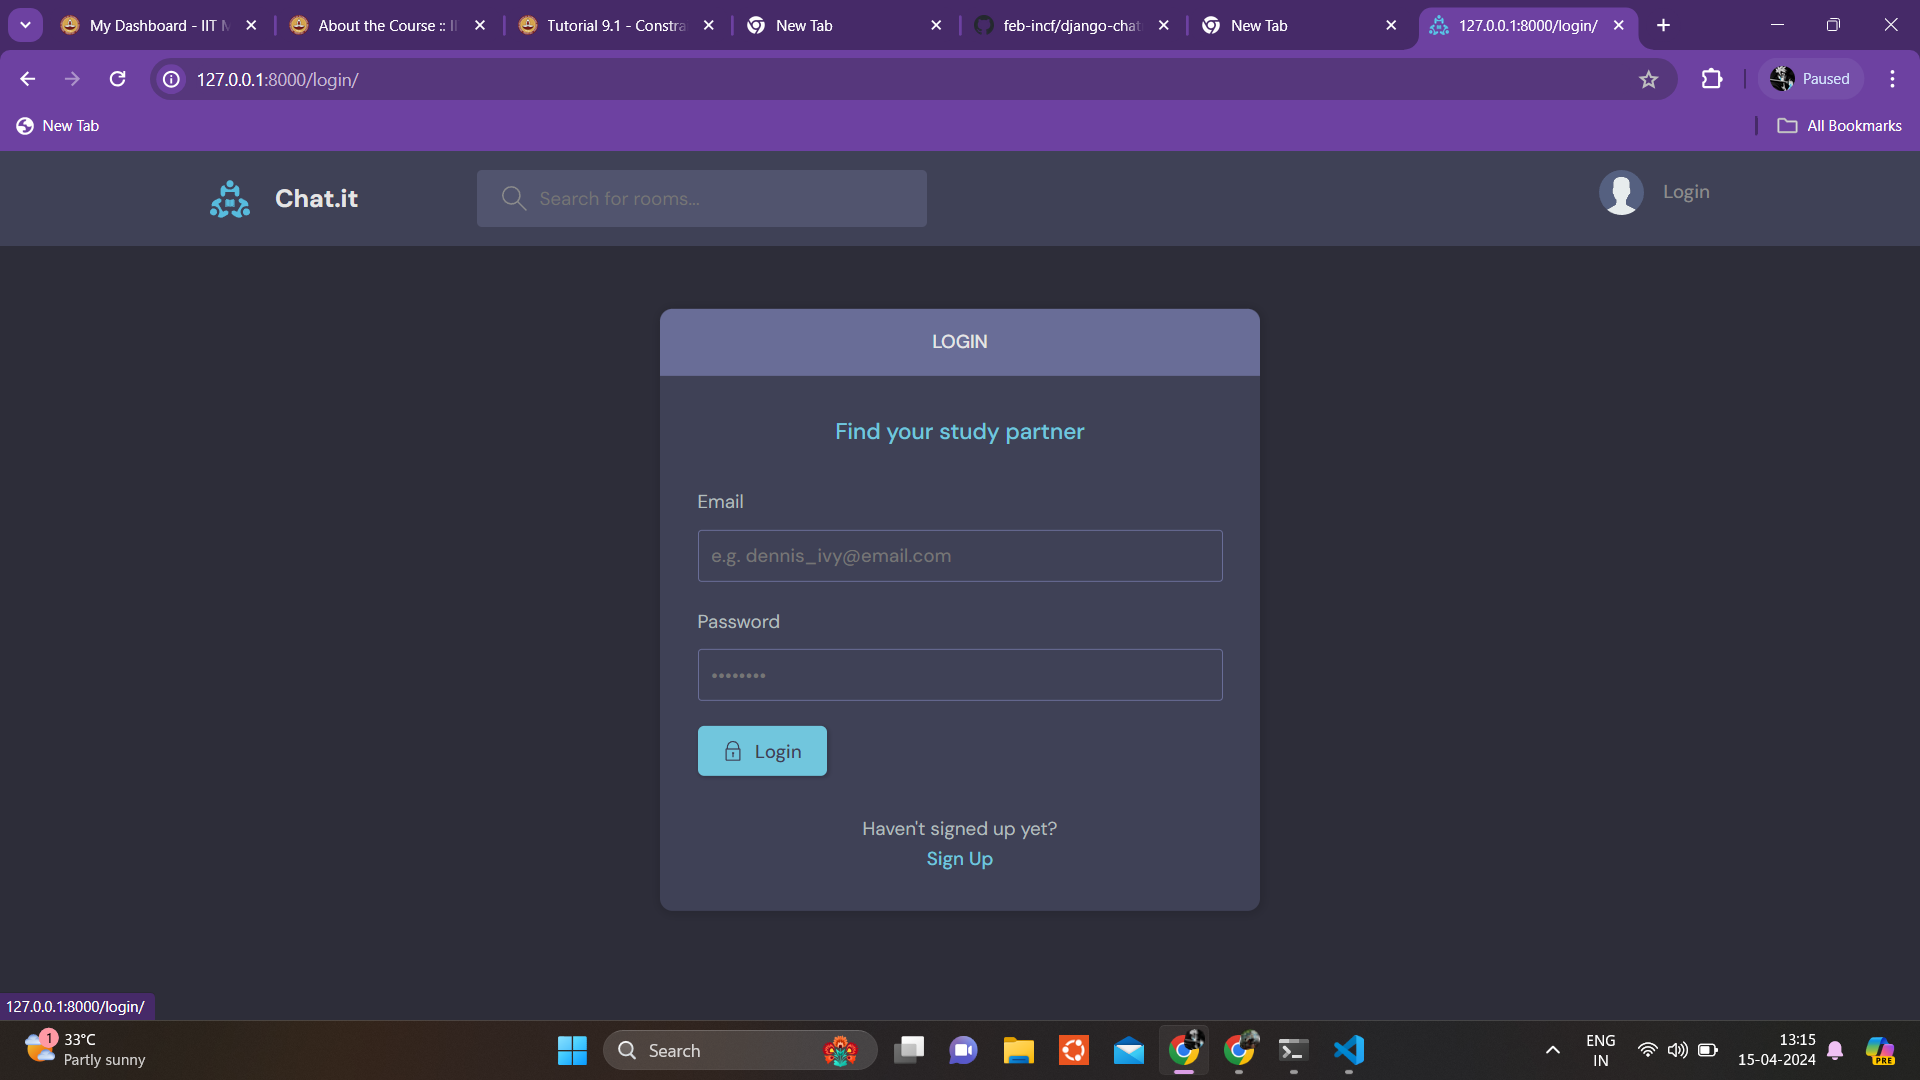 My Dashboard - IIT M
About the Course :: II
Tutorial 9.1 - Constra
New Tab
feb-incf/django-chat
New Tab
127.0.0.1:8000/login/
127.0.0.1:8000/login/
Paused
New Tab
All Bookmarks
Chat.it
Search for rooms...
Login
LOGIN
Find your study partner
Email
e.g. dennis_ivy@email.com
Password
••••••••
Login
Haven't signed up yet?
Sign Up
127.0.0.1:8000/login/
1
33°C
Partly sunny
Search
PRE
ENG
IN
13:15
15-04-2024